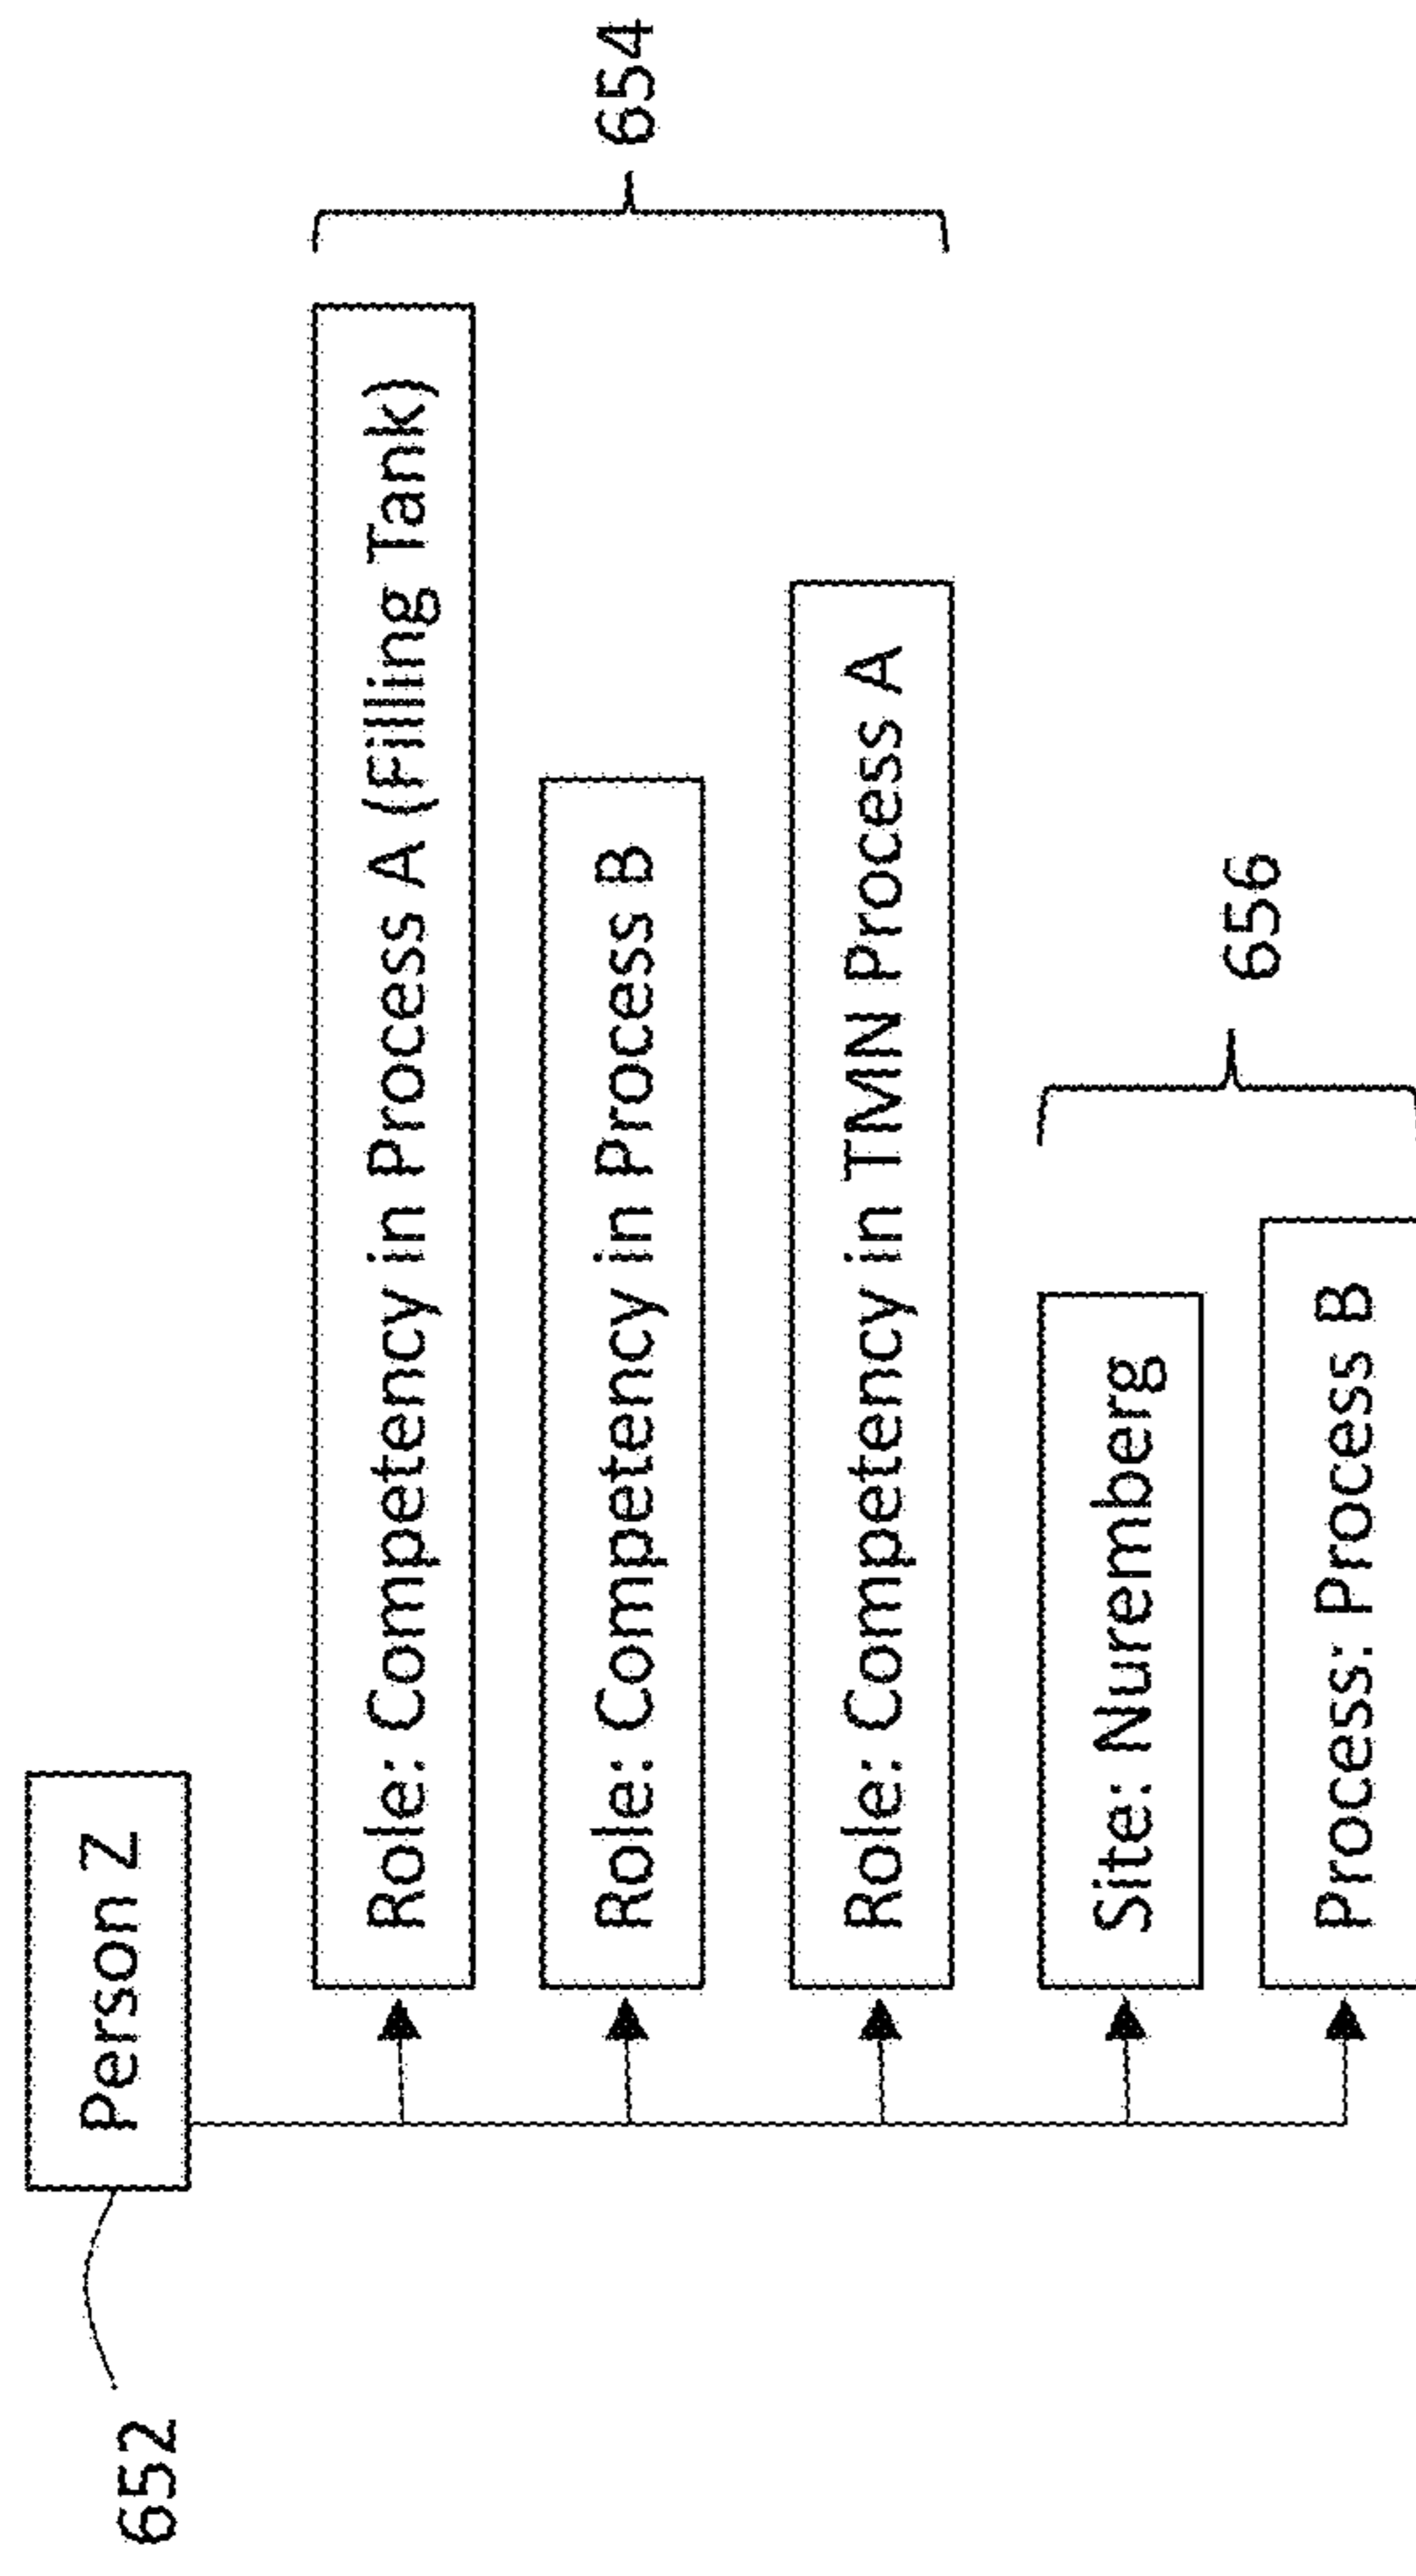 652
Person Z
Role: Competency in Process A (Filling Tank)
Role: Competency in Process B
Role: Competency in TMN Process A
654
Site: Nuremberg
Process: Process B
656